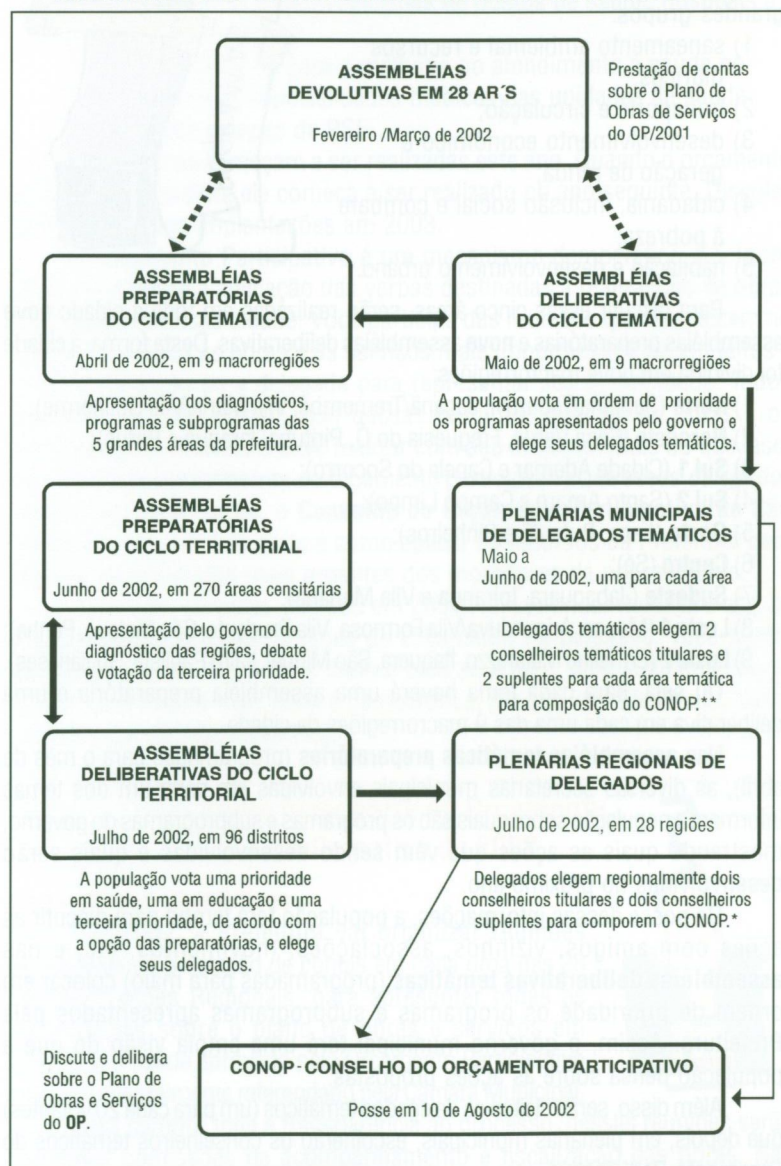 ASSEMBLÉIAS
DEVOLUTIVAS EM 28 AR´S
Fevereiro /Março de 2002
Prestação de contas
sobre o Plano de
Obras de Serviços
do OP/2001
ASSEMBLÉIAS
PREPARATÓRIAS
DO CICLO TEMÁTICO
Abril de 2002, em 9 macrorregiões
Apresentação dos diagnósticos,
programas e subprogramas das
5 grandes áreas da prefeitura.
ASSEMBLÉIAS
DELIBERATIVAS
DO CICLO TEMÁTICO
Maio de 2002, em 9 macrorregiões
A população vota em ordem de prioridade
os programas apresentados pelo governo e
elege seus delegados temáticos.
ASSEMBLÉIAS
PREPARATÓRIAS
DO CICLO TERRITORIAL
Junho de 2002, em 270 áreas censitárias
Apresentação pelo governo do
diagnóstico das regiões, debate
e votação da terceira prioridade.
PLENÁRIAS MUNICIPAIS
DE DELEGADOS TEMÁTICOS
Maio a
Junho de 2002, uma para cada área
Delegados temáticos elegem 2
conselheiros temáticos titulares e
2 suplentes para cada área temática
para composição do CONOP.**
ASSEMBLÉIAS
DELIBERATIVAS DO CICLO
TERRITORIAL
Julho de 2002, em 96 distritos
A população vota uma prioridade
em saúde, uma em educação e uma
terceira prioridade, de acordo com
a opção das preparatórias, e elege
seus delegados.
PLENÁRIAS REGIONAIS DE
DELEGADOS
Julho de 2002, em 28 regiões
Delegados elegem regionalmente dois
conselheiros titulares e dois conselheiros
suplentes para comporem o CONOP.*
Discute e delibera
sobre o Plano de
Obras e Serviços
do OP.
CONOP - CONSELHO DO ORÇAMENTO PARTICIPATIVO
Posse em 10 de Agosto de 2002